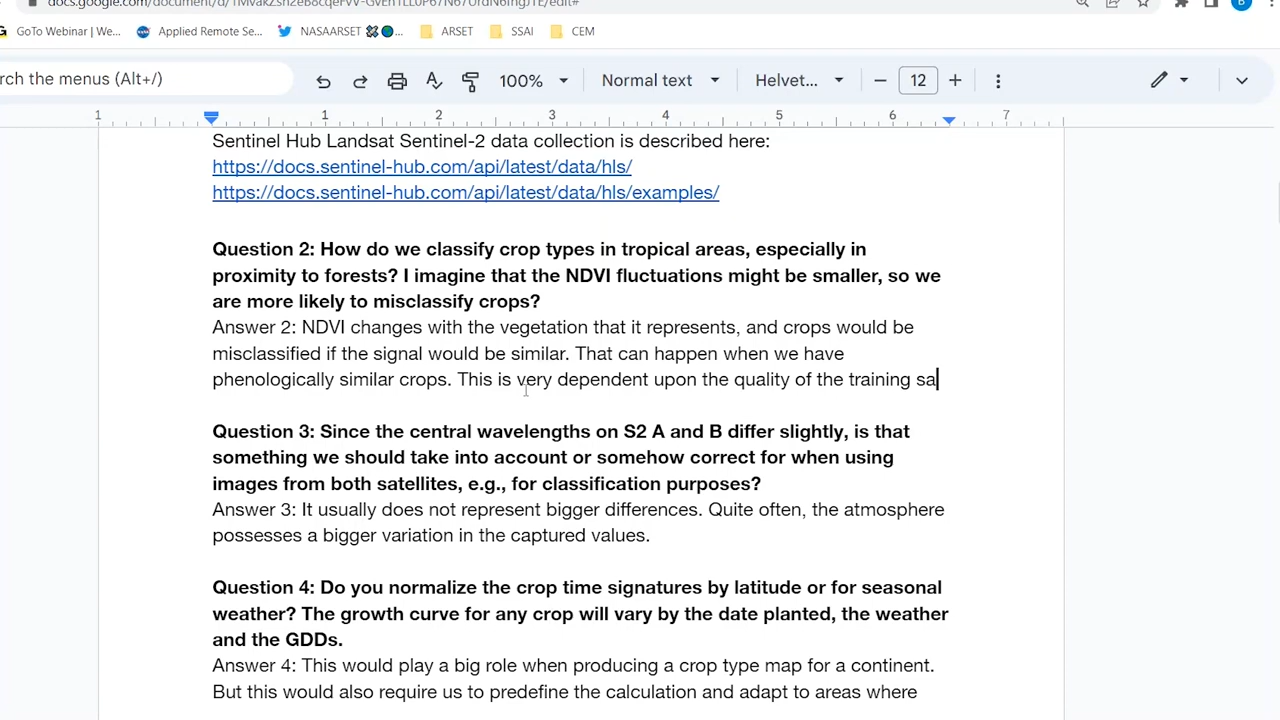 GoTo Webinar | We... Applied Remote Se... NASAARSET ARSET SSAI CEM
rch the menus (Alt+/) 100% Normal text Helvet... 12
1 1 2 3 4 5 6 7
Sentinel Hub Landsat Sentinel-2 data collection is described here:
https://docs.sentinel-hub.com/api/latest/data/hls/
https://docs.sentinel-hub.com/api/latest/data/hls/examples/
Question 2: How do we classify crop types in tropical areas, especially in
proximity to forests? I imagine that the NDVI fluctuations might be smaller, so we
are more likely to misclassify crops?
Answer 2: NDVI changes with the vegetation that it represents, and crops would be
misclassified if the signal would be similar. That can happen when we have
phenologically similar crops. This is very dependent upon the quality of the training sa
Question 3: Since the central wavelengths on S2 A and B differ slightly, is that
something we should take into account or somehow correct for when using
images from both satellites, e.g., for classification purposes?
Answer 3: It usually does not represent bigger differences. Quite often, the atmosphere
possesses a bigger variation in the captured values.
Question 4: Do you normalize the crop time signatures by latitude or for seasonal
weather? The growth curve for any crop will vary by the date planted, the weather
and the GDDs.
Answer 4: This would play a big role when producing a crop type map for a continent.
But this would also require us to predefine the calculation and adapt to areas where